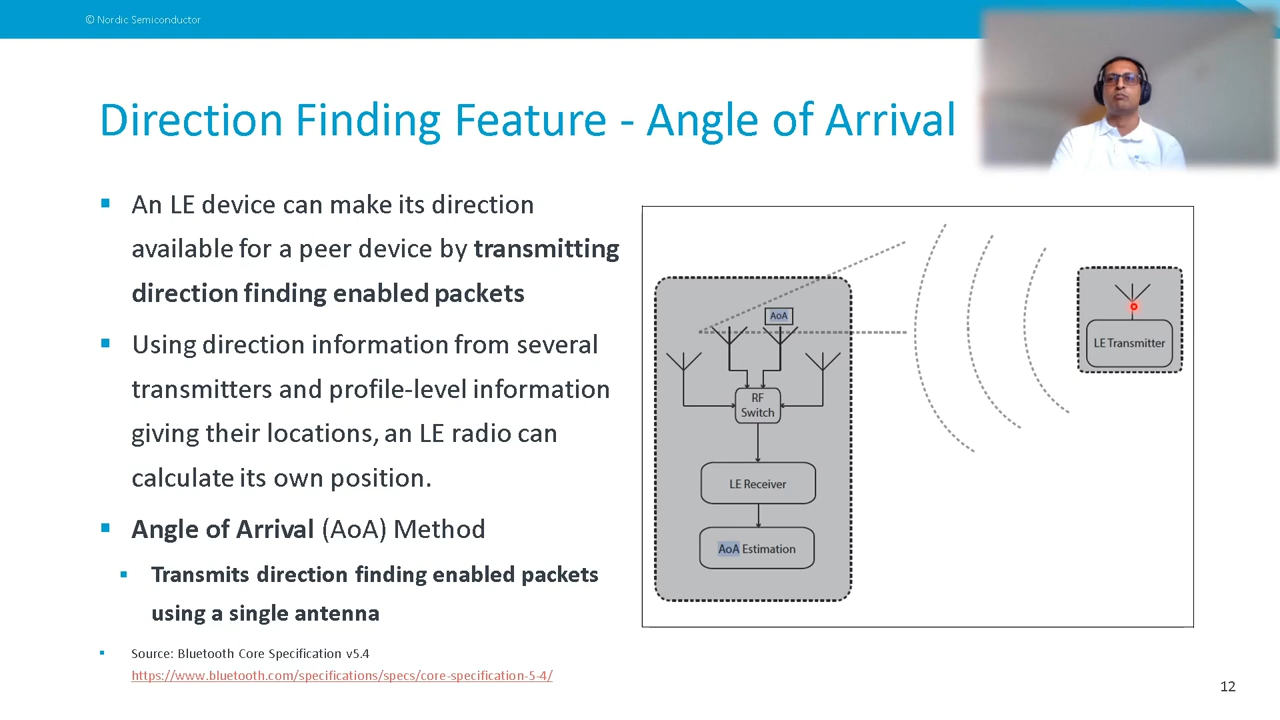 © Nordic Semiconductor
Direction Finding Feature - Angle of Arrival
An LE device can make its direction
available for a peer device by transmitting
direction finding enabled packets
Using direction information from several
transmitters and profile-level information
giving their locations, an LE radio can
calculate its own position.
Angle of Arrival (AoA) Method
Transmits direction finding enabled packets
using a single antenna
Source: Bluetooth Core Specification v5.4
https://www.bluetooth.com/specifications/specs/core-specification-5-4/
AoA
RF
Switch
LE Receiver
AoA Estimation
LE Transmitter
12